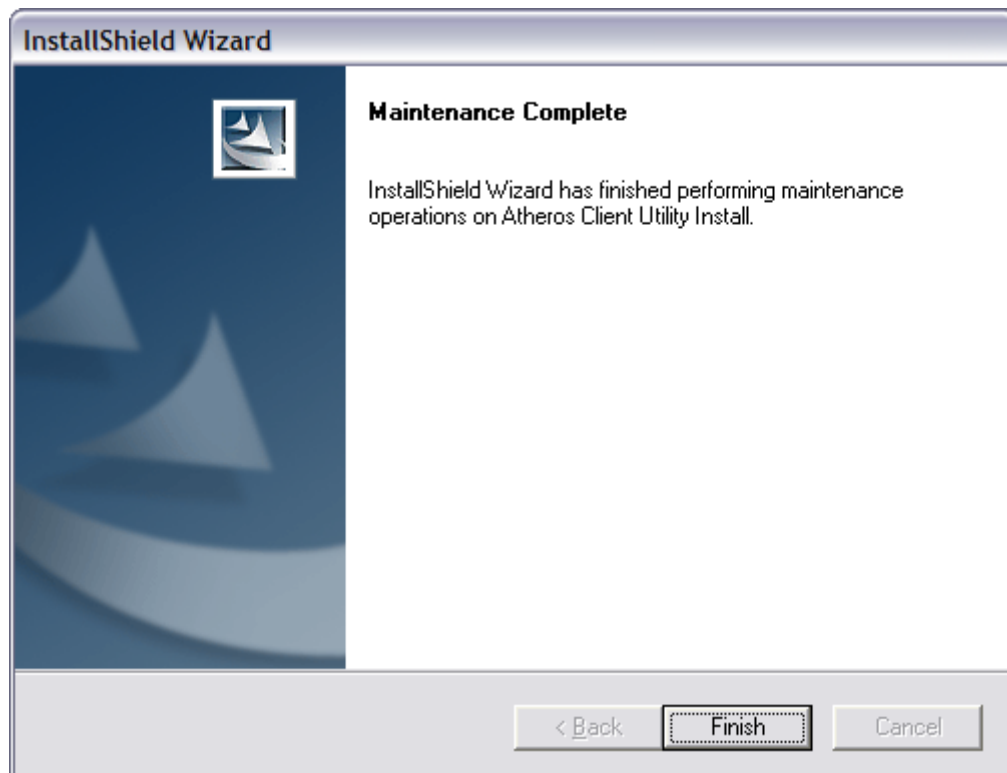 InstallShield Wizard
Maintenance Complete
InstallShield Wizard has finished performing maintenance
operations on Atheros Client Utility Install.
< Back
Finish
Cancel